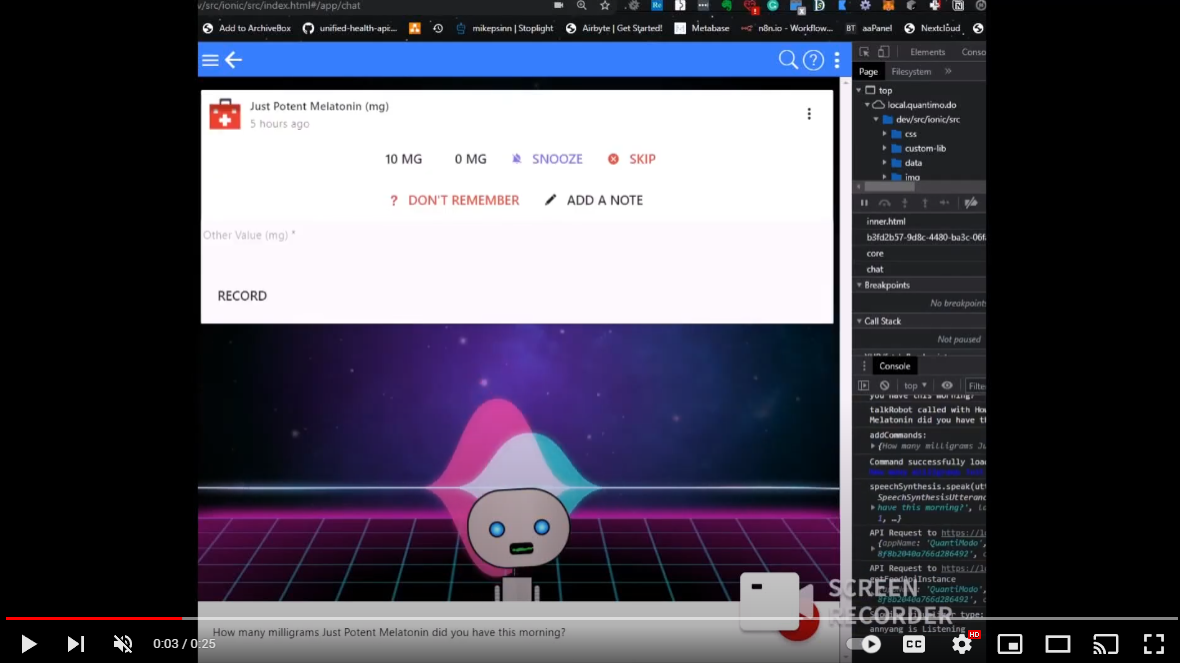 v/src/ionic/src/index.html#/app/chat
Add to ArchiveBox
unified-health-api:...
mikepsinn | Stoplight
Airbyte | Get Started!
Metabase
n8n.io - Workflow...
BT aaPanel
Nextcloud
Elements
Conso
Page
Filesystem
»
top
local.quantimo.do
dev/src/ionic/src
css
custom-lib
data
img
Just Potent Melatonin (mg)
5 hours ago
10 MG
0 MG
SNOOZE
SKIP
? DON'T REMEMBER
ADD A NOTE
Other Value (mg) *
RECORD
inner.html
b3fd2b57-9d8c-4480-ba3c-06f
core
chat
Breakpoints
No breakpoints
Call Stack
Not paused
Console
top
Filte
you have this morning?
talkRobot called with How
Melatonin did you have th
addCommands:
{How many milligrams Ju
Command successfully load
speechSynthesis.speak(utt
SpeechSynthesisUtteranc
have this morning?',
1, …}
API Request to https://l
{appName: 'QuantiModo',
8f8b2040a766d286492',
API Request to https://l
getFeedApiInstance
'QuantiModo',
8f8b2040a766d286492',
type:
annyang is Listening
SCREEN
RECORDER
How many milligrams Just Potent Melatonin did you have this morning?
0:03 / 0:25
CC
HD